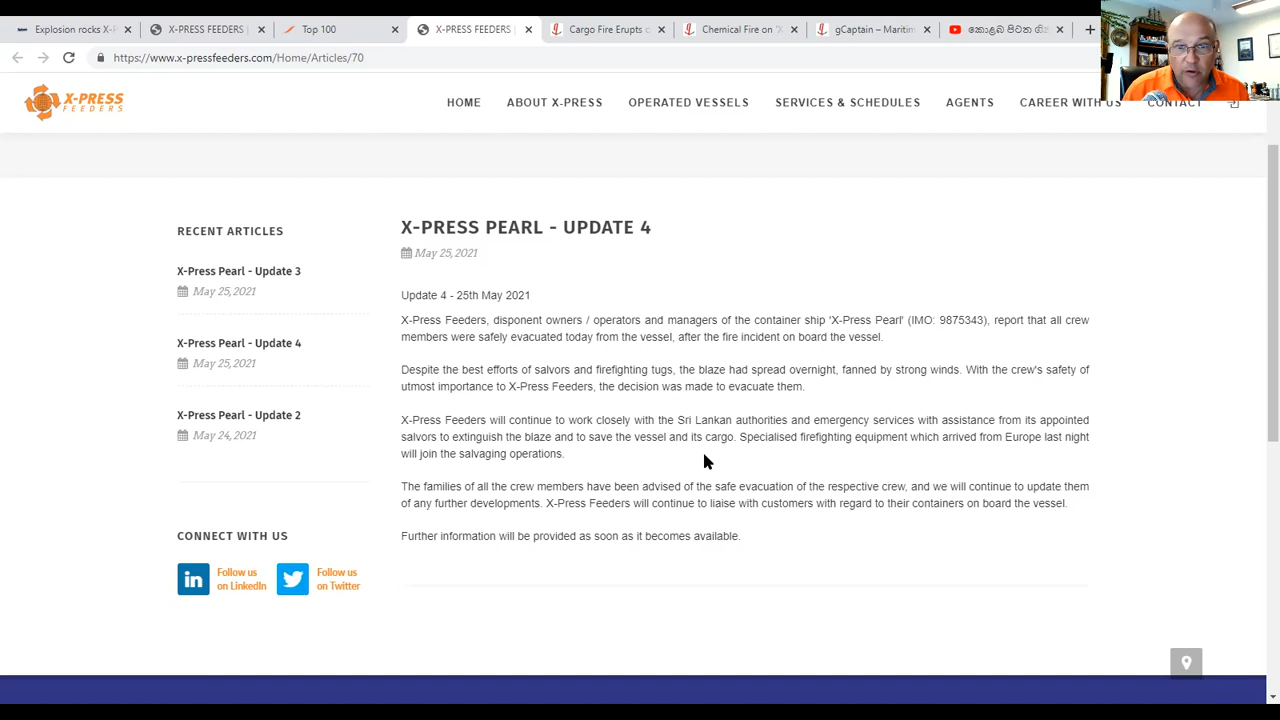 Explosion rocks X-P
X-PRESS FEEDERS |
Top 100
X-PRESS FEEDERS |
Cargo Fire Erupts o
Chemical Fire on 'X
gCaptain – Maritim
කොළඹ පිටත
https://www.x-pressfeeders.com/Home/Articles/70
X-PRESS
FEEDERS
HOME
ABOUT X-PRESS
OPERATED VESSELS
SERVICES & SCHEDULES
AGENTS
CAREER WITH US
CONTACT
RECENT ARTICLES
X-Press Pearl - Update 3
May 25, 2021
X-Press Pearl - Update 4
May 25, 2021
X-Press Pearl - Update 2
May 24, 2021
CONNECT WITH US
Follow us
on LinkedIn
Follow us
on Twitter
X-PRESS PEARL - UPDATE 4
May 25, 2021
Update 4 - 25th May 2021
X-Press Feeders, disponent owners / operators and managers of the container ship 'X-Press Pearl' (IMO: 9875343), report that all crew
members were safely evacuated today from the vessel, after the fire incident on board the vessel.
Despite the best efforts of salvors and firefighting tugs, the blaze had spread overnight, fanned by strong winds. With the crew's safety of
utmost importance to X-Press Feeders, the decision was made to evacuate them.
X-Press Feeders will continue to work closely with the Sri Lankan authorities and emergency services with assistance from its appointed
salvors to extinguish the blaze and to save the vessel and its cargo. Specialised firefighting equipment which arrived from Europe last night
will join the salvaging operations.
The families of all the crew members have been advised of the safe evacuation of the respective crew, and we will continue to update them
of any further developments. X-Press Feeders will continue to liaise with customers with regard to their containers on board the vessel.
Further information will be provided as soon as it becomes available.